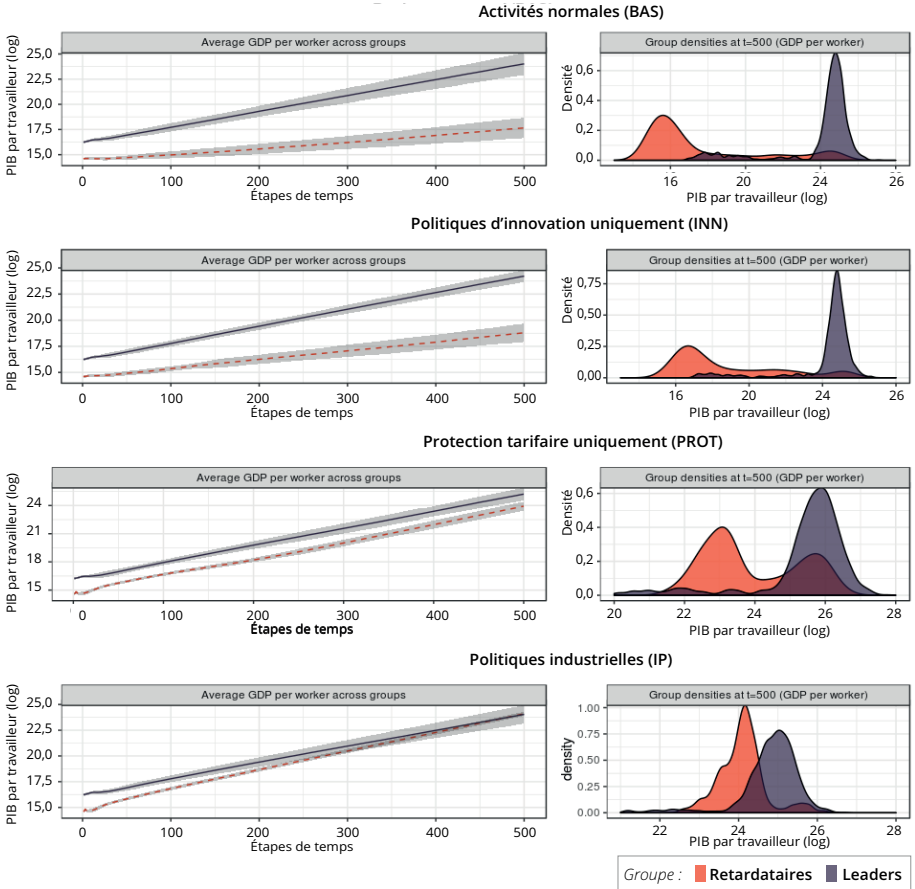 Activités normales (BAS)
Average GDP per worker across groups
PIB par travailleur (log)
25,0
22,5
20,0
17,5
15,0
0 100 200 300 400 500
Étapes de temps
Group densities at t=500 (GDP per worker)
Densité
0,6
0,4
0,2
0,0
16 20 24 26
PIB par travailleur (log)
Politiques d’innovation uniquement (INN)
Average GDP per worker across groups
PIB par travailleur (log)
25,0
22,5
20,0
17,5
15,0
0 100 200 300 400 500
Étapes de temps
Group densities at t=500 (GDP per worker)
Densité
0,75
0,25
0,00
16 20 24 26
PIB par travailleur (log)
Protection tarifaire uniquement (PROT)
Average GDP per worker across groups
PIB par travailleur (log)
24
21
18
15
0 100 200 300 400 500
Étapes de temps
Group densities at t=500 (GDP per worker)
Densité
0,6
0,4
0,2
0,0
20 22 24 26 28
PIB par travailleur (log)
Politiques industrielles (IP)
Average GDP per worker across groups
PIB par travailleur (log)
25,0
22,5
20,0
17,5
15,0
0 100 200 300 400 500
Étapes de temps
Group densities at t=500 (GDP per worker)
density
1.00
0.75
0.50
0.25
0.00
22 24 26 28
PIB par travailleur (log)
Groupe : Retardataires Leaders